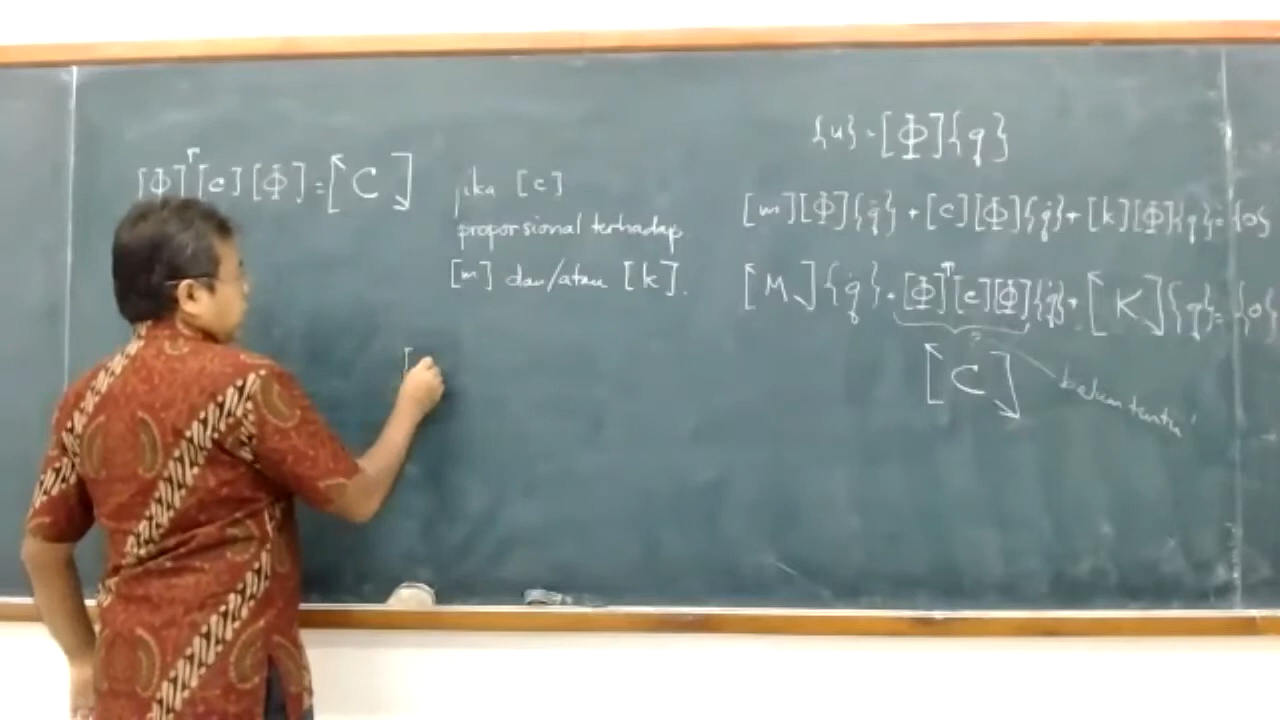 [Φ]ᵀ[c][Φ] = [C]
jika [c]
proporsional terhadap
[m] dan/atau [k].
[
{u} = [Φ]{q}
[m][Φ]{q̈} + [c][Φ]{q̇} + [k][Φ]{q} = {0}
[M]{q̈} + [Φ]ᵀ[c][Φ]{q̇} + [K]{q} = {0}
[C]
belum tentu